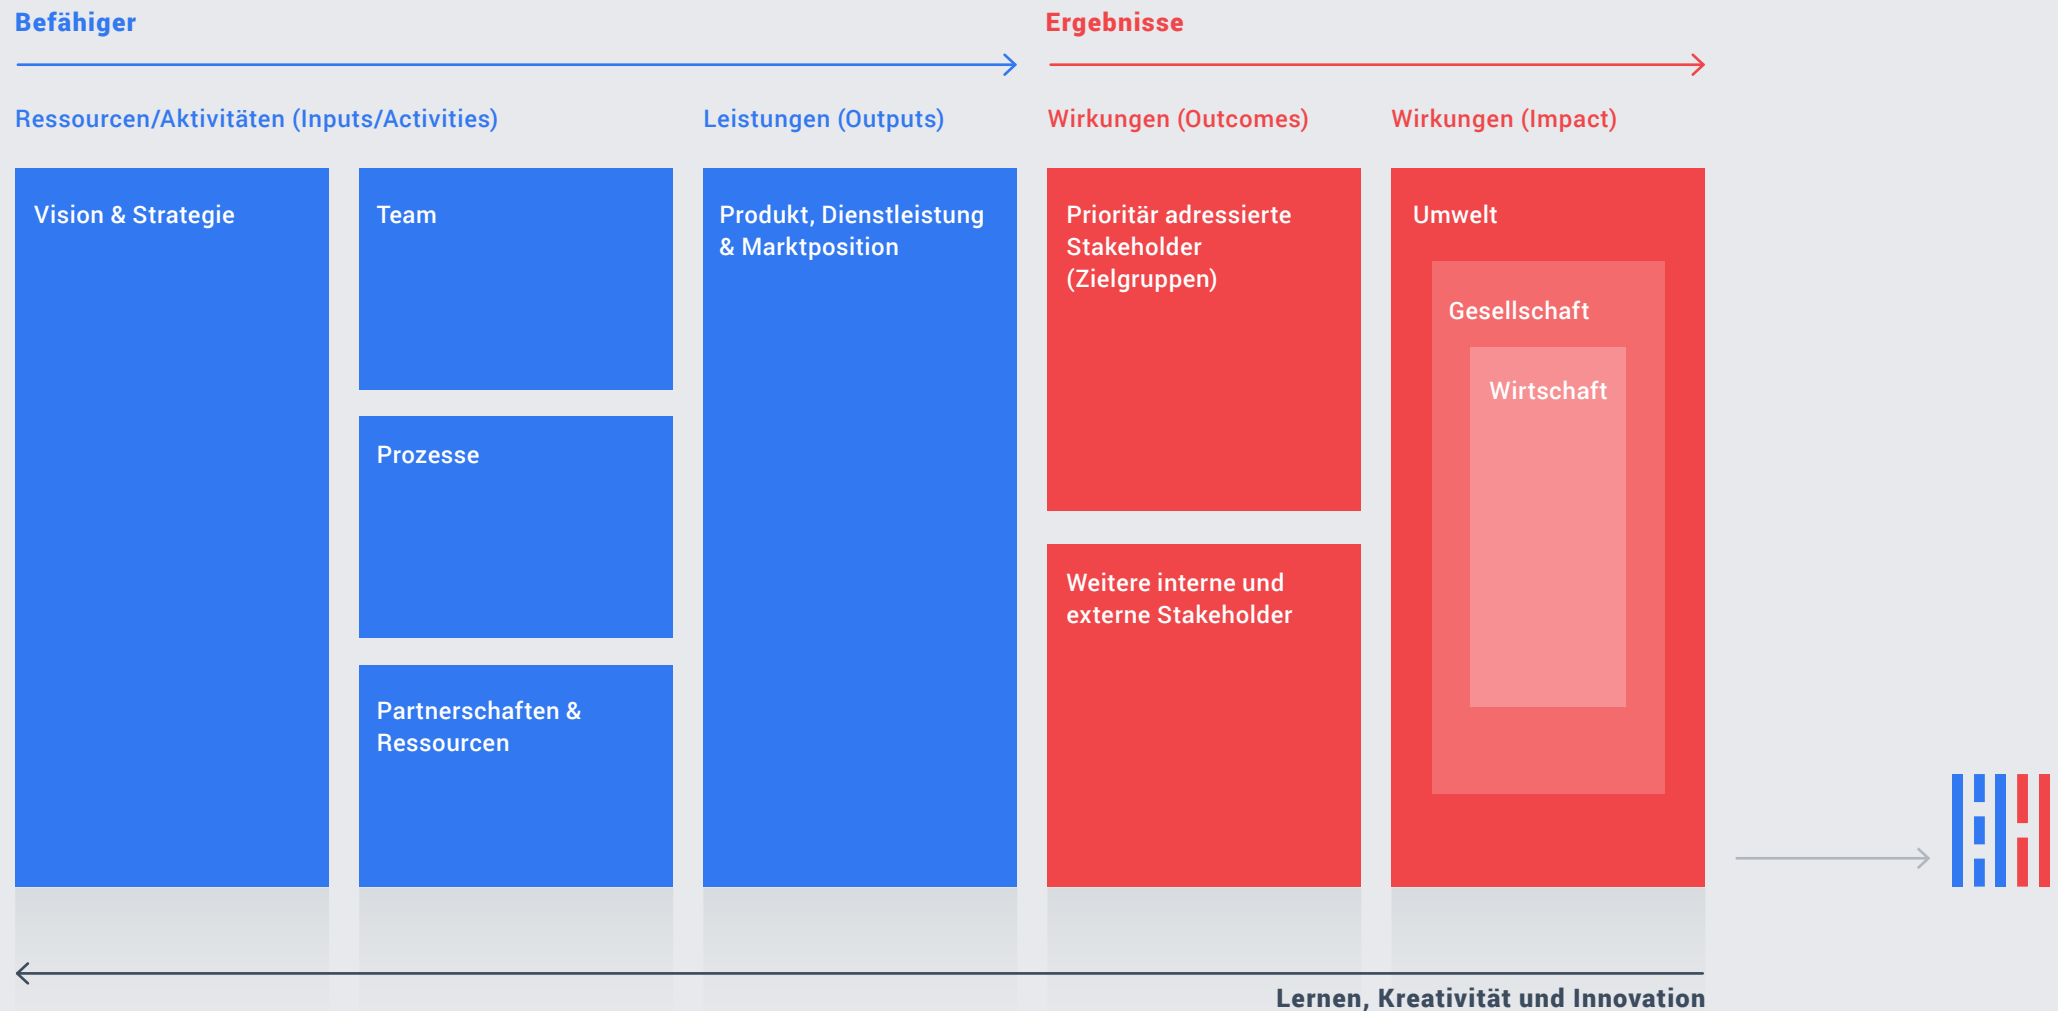 Befähiger
Ergebnisse
Ressourcen/Aktivitäten (Inputs/Activities)
Leistungen (Outputs)
Wirkungen (Outcomes)
Wirkungen (Impact)
Vision & Strategie
Team
Prozesse
Partnerschaften &
Ressourcen
Produkt, Dienstleistung
& Marktposition
Prioritär adressierte
Stakeholder
(Zielgruppen)
Weitere interne und
externe Stakeholder
Umwelt
Gesellschaft
Wirtschaft
Lernen, Kreativität und Innovation